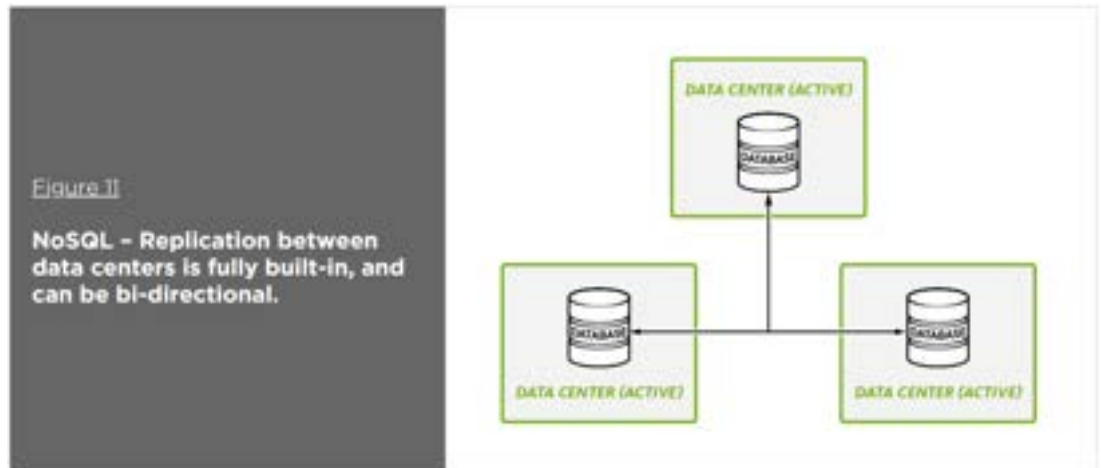 Figure 11
NoSQL – Replication between
data centers is fully built-in, and
can be bi-directional.
DATA CENTER (ACTIVE)
DATABASE
DATABASE
DATABASE
DATA CENTER (ACTIVE)
DATA CENTER (ACTIVE)